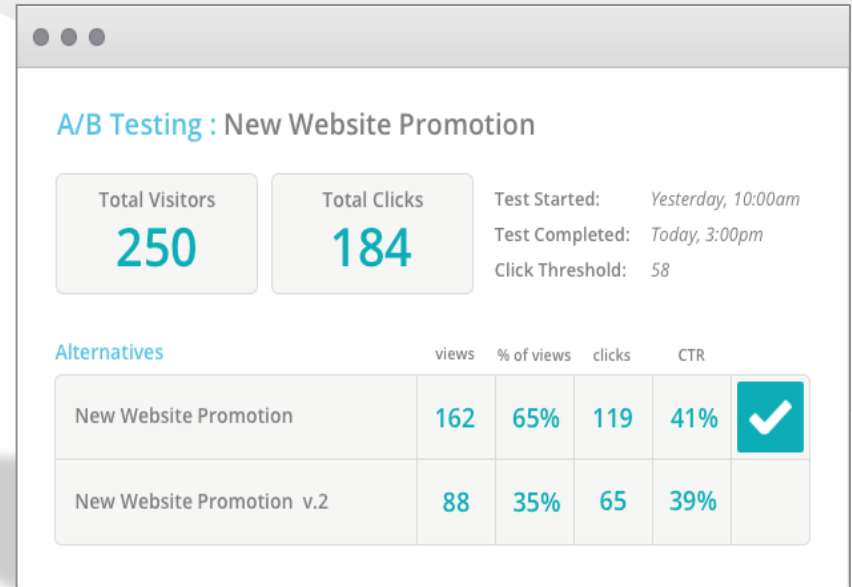 A/B Testing : New Website Promotion
Total Visitors
250
Total Clicks
184
Test Started: Yesterday, 10:00am
Test Completed: Today, 3:00pm
Click Threshold: 58
Alternatives views % of views clicks CTR
New Website Promotion 162 65% 119 41%
New Website Promotion v.2 88 35% 65 39%